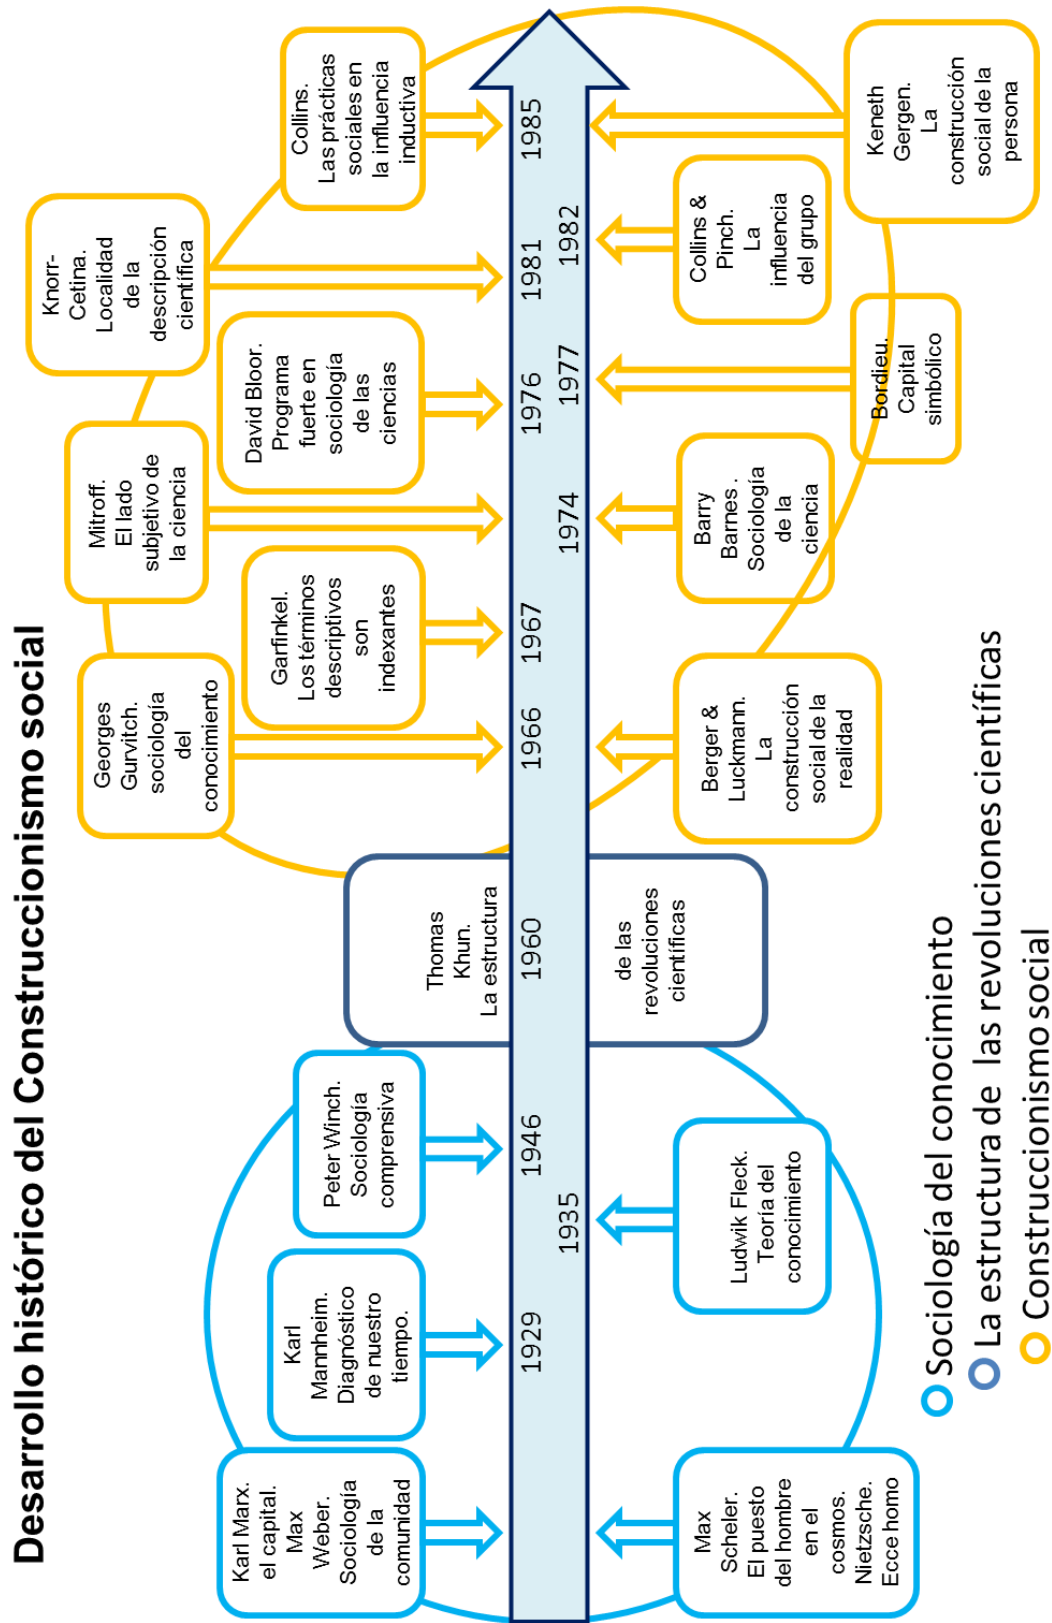 Desarrollo histórico del Construccionismo social
Karl Marx.
el capital.
Max
Weber.
Sociología
de la
comunidad
Karl
Mannheim.
Diagnóstico
de nuestro
tiempo.
Peter Winch.
Sociología
comprensiva
Thomas
Khun.
La estructura
Georges
Gurvitch.
sociología
del
conocimiento
Garfinkel.
Los términos
descriptivos
son
indexantes
Mitroff.
El lado
subjetivo de
la ciencia
David Bloor.
Programa
fuerte en
sociología
de las
ciencias
Knorr-
Cetina.
Localidad
de la
descripción
científica
Collins.
Las prácticas
sociales en
la influencia
inductiva
1929
1935
1946
1960
1966
1967
1974
1976
1977
1981
1982
1985
Max
Scheler.
El puesto
del hombre
en el
cosmos.
Nietzsche.
Ecce homo
Ludwik Fleck.
Teoría del
conocimiento
de las
revoluciones
científicas
Berger &
Luckmann.
La
construcción
social de la
realidad
Barry
Barnes .
Sociología
de la
ciencia
Bordieu.
Capital
simbólico
Collins &
Pinch.
La
influencia
del grupo
Keneth
Gergen.
La
construcción
social de la
persona
Sociología del conocimiento
La estructura de las revoluciones científicas
Construccionismo social